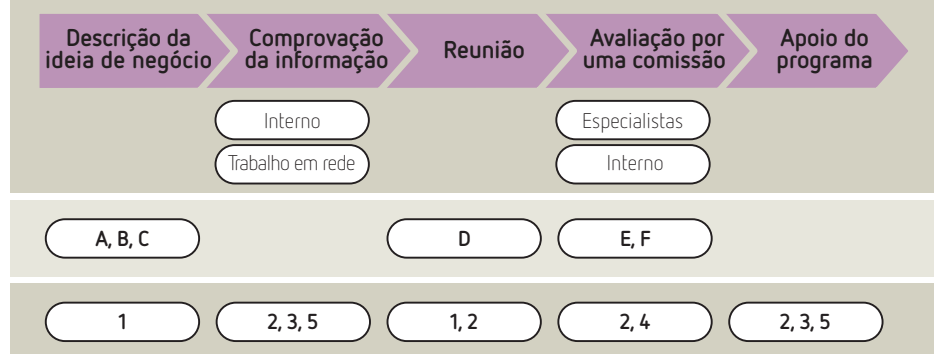 Descrição da
ideia de negócio
Comprovação
da informação
Reunião
Avaliação por
uma comissão
Apoio do
programa
Interno
Trabalho em rede
Especialistas
Interno
A, B, C
D
E, F
1
2, 3, 5
1, 2
2, 4
2, 3, 5